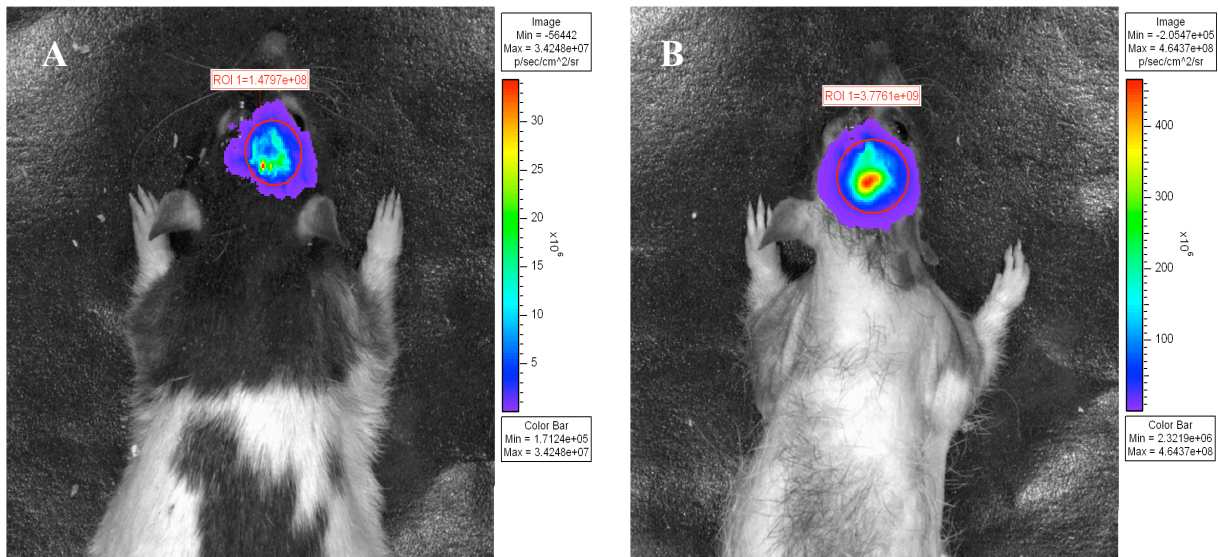 A
ROI 1=1.4797e+08
Image
Min = -56442
Max = 3.4248e+07
p/sec/cm^2/sr
30
25
20
15
10
5
x10⁶
Color Bar
Min = 1.7124e+05
Max = 3.4248e+07
B
ROI 1=3.7761e+09
Image
Min = -2.0547e+05
Max = 4.6437e+08
p/sec/cm^2/sr
400
300
200
100
x10⁶
Color Bar
Min = 2.3219e+06
Max = 4.6437e+08